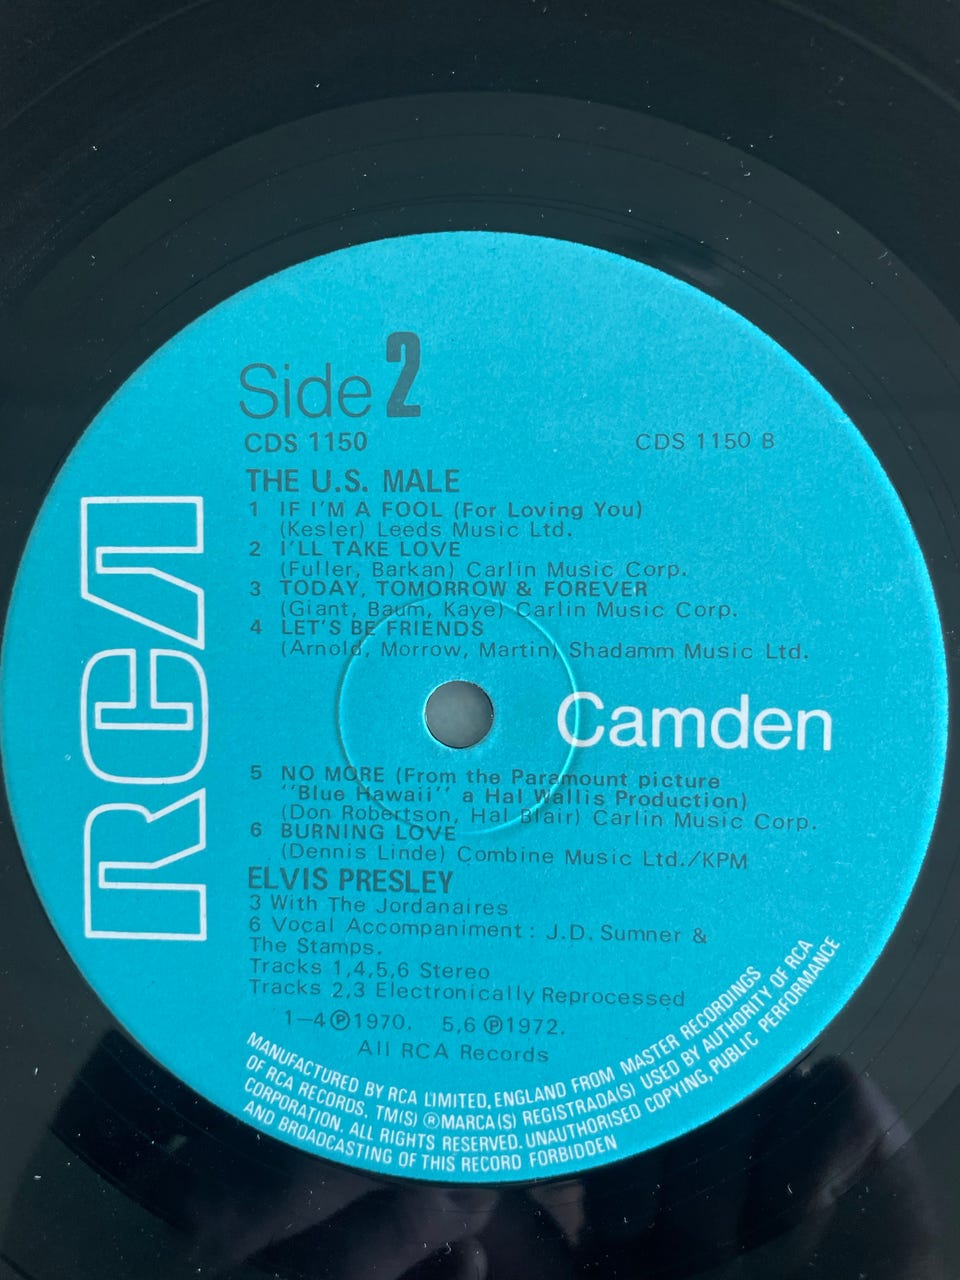 Side 2
CDS 1150
CDS 1150 B
THE U.S. MALE
1 IF I'M A FOOL (For Loving You)
(Kesler) Leeds Music Ltd.
2 I'LL TAKE LOVE
(Fuller, Barkan) Carlin Music Corp.
3 TODAY, TOMORROW & FOREVER
(Giant, Baum, Kaye) Carlin Music Corp.
4 LET'S BE FRIENDS
(Arnold, Morrow, Martin) Shadamm Music Ltd.
RCA
Camden
5 NO MORE (From the Paramount picture
"Blue Hawaii" a Hal Wallis Production)
(Don Robertson, Hal Blair) Carlin Music Corp.
6 BURNING LOVE
(Dennis Linde) Combine Music Ltd./KPM
ELVIS PRESLEY
3 With The Jordanaires
6 Vocal Accompaniment: J.D. Sumner &
The Stamps.
Tracks 1,4,5,6 Stereo
Tracks 2,3 Electronically Reprocessed
1—4 ℗ 1970. 5,6 ℗ 1972.
All RCA Records
MANUFACTURED BY RCA LIMITED, ENGLAND FROM MASTER RECORDINGS
OF RCA RECORDS. TM(S) ® MARCA(S) REGISTRADA(S) USED BY AUTHORITY OF RCA
CORPORATION. ALL RIGHTS RESERVED. UNAUTHORISED COPYING, PUBLIC PERFORMANCE
AND BROADCASTING OF THIS RECORD FORBIDDEN